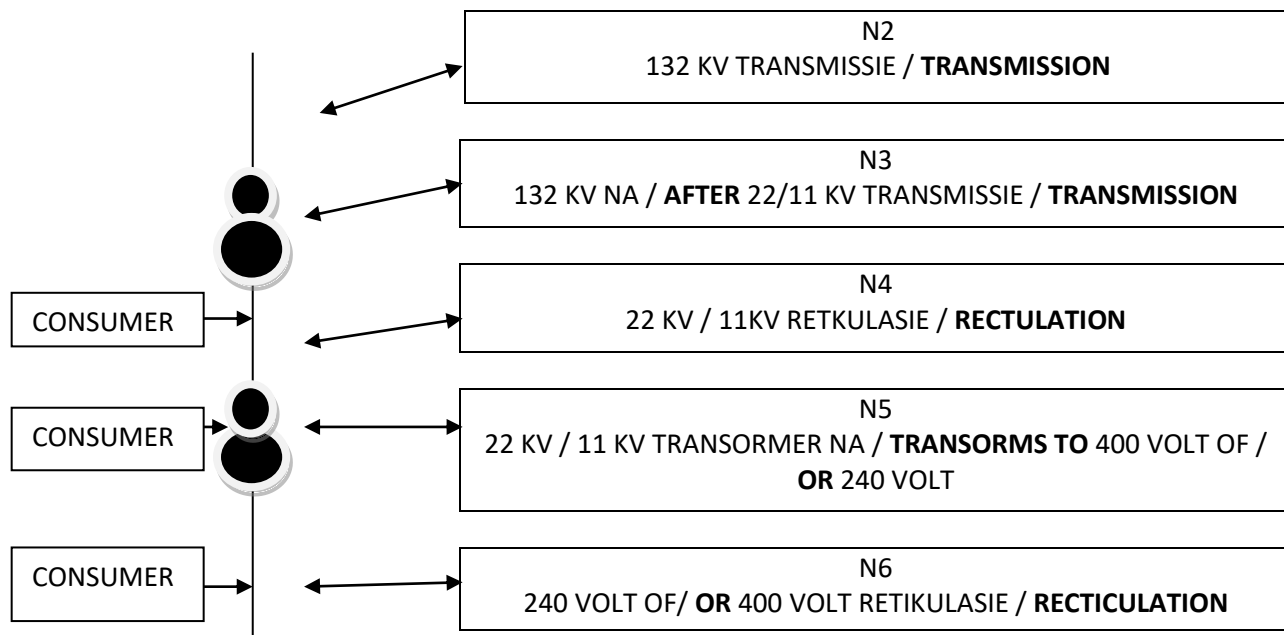 N2
132 KV TRANSMISSIE / TRANSMISSION
N3
132 KV NA / AFTER 22/11 KV TRANSMISSIE / TRANSMISSION
N4
22 KV / 11KV RETKULASIE / RECTULATION
CONSUMER
N5
22 KV / 11 KV TRANSORMER NA / TRANSORMS TO 400 VOLT OF /
OR 240 VOLT
CONSUMER
N6
240 VOLT OF/ OR 400 VOLT RETIKULASIE / RECTICULATION
CONSUMER